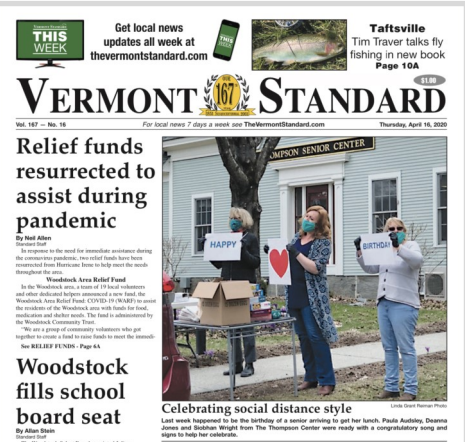 VERMONT STANDARD
THIS
WEEK
Get local news
updates all week at
thevermontstandard.com
THIS
WEEK
Taftsville
Tim Traver talks fly
fishing in new book
Page 10A
$1.00
VERMONT
167
STANDARD
Vol. 167 — No. 16
For local news 7 days a week see TheVermontStandard.com
Thursday, April 16, 2020
Relief funds
resurrected to
assist during
pandemic
By Neil Allen
Standard Staff
In response to the need for immediate assistance during
the coronavirus pandemic, two relief funds have been
resurrected from Hurricane Irene to help meet the needs
throughout the area.
Woodstock Area Relief Fund
In the Woodstock area, a team of 19 local volunteers
and other dedicated helpers announced a new fund, the
Woodstock Area Relief Fund: COVID-19 (WARF) to assist
the residents of the Woodstock area with funds for food,
medication and shelter needs. The fund is administered by
the Woodstock Community Trust.
"We are a group of community volunteers who got
together to create a fund to raise funds to meet the immedi-
See RELIEF FUNDS - Page 6A
Woodstock
fills school
board seat
By Allan Stein
Standard Staff
OMPSON SENIOR CENTER
HAPPY
BIRTHDAY
Linda Grant Reiman Photo
Celebrating social distance style
Last week happened to be the birthday of a senior arriving to get her lunch. Paula Audsley, Deanna
Jones and Siobhan Wright from The Thompson Center were ready with a congratulatory song and
signs to help her celebrate.